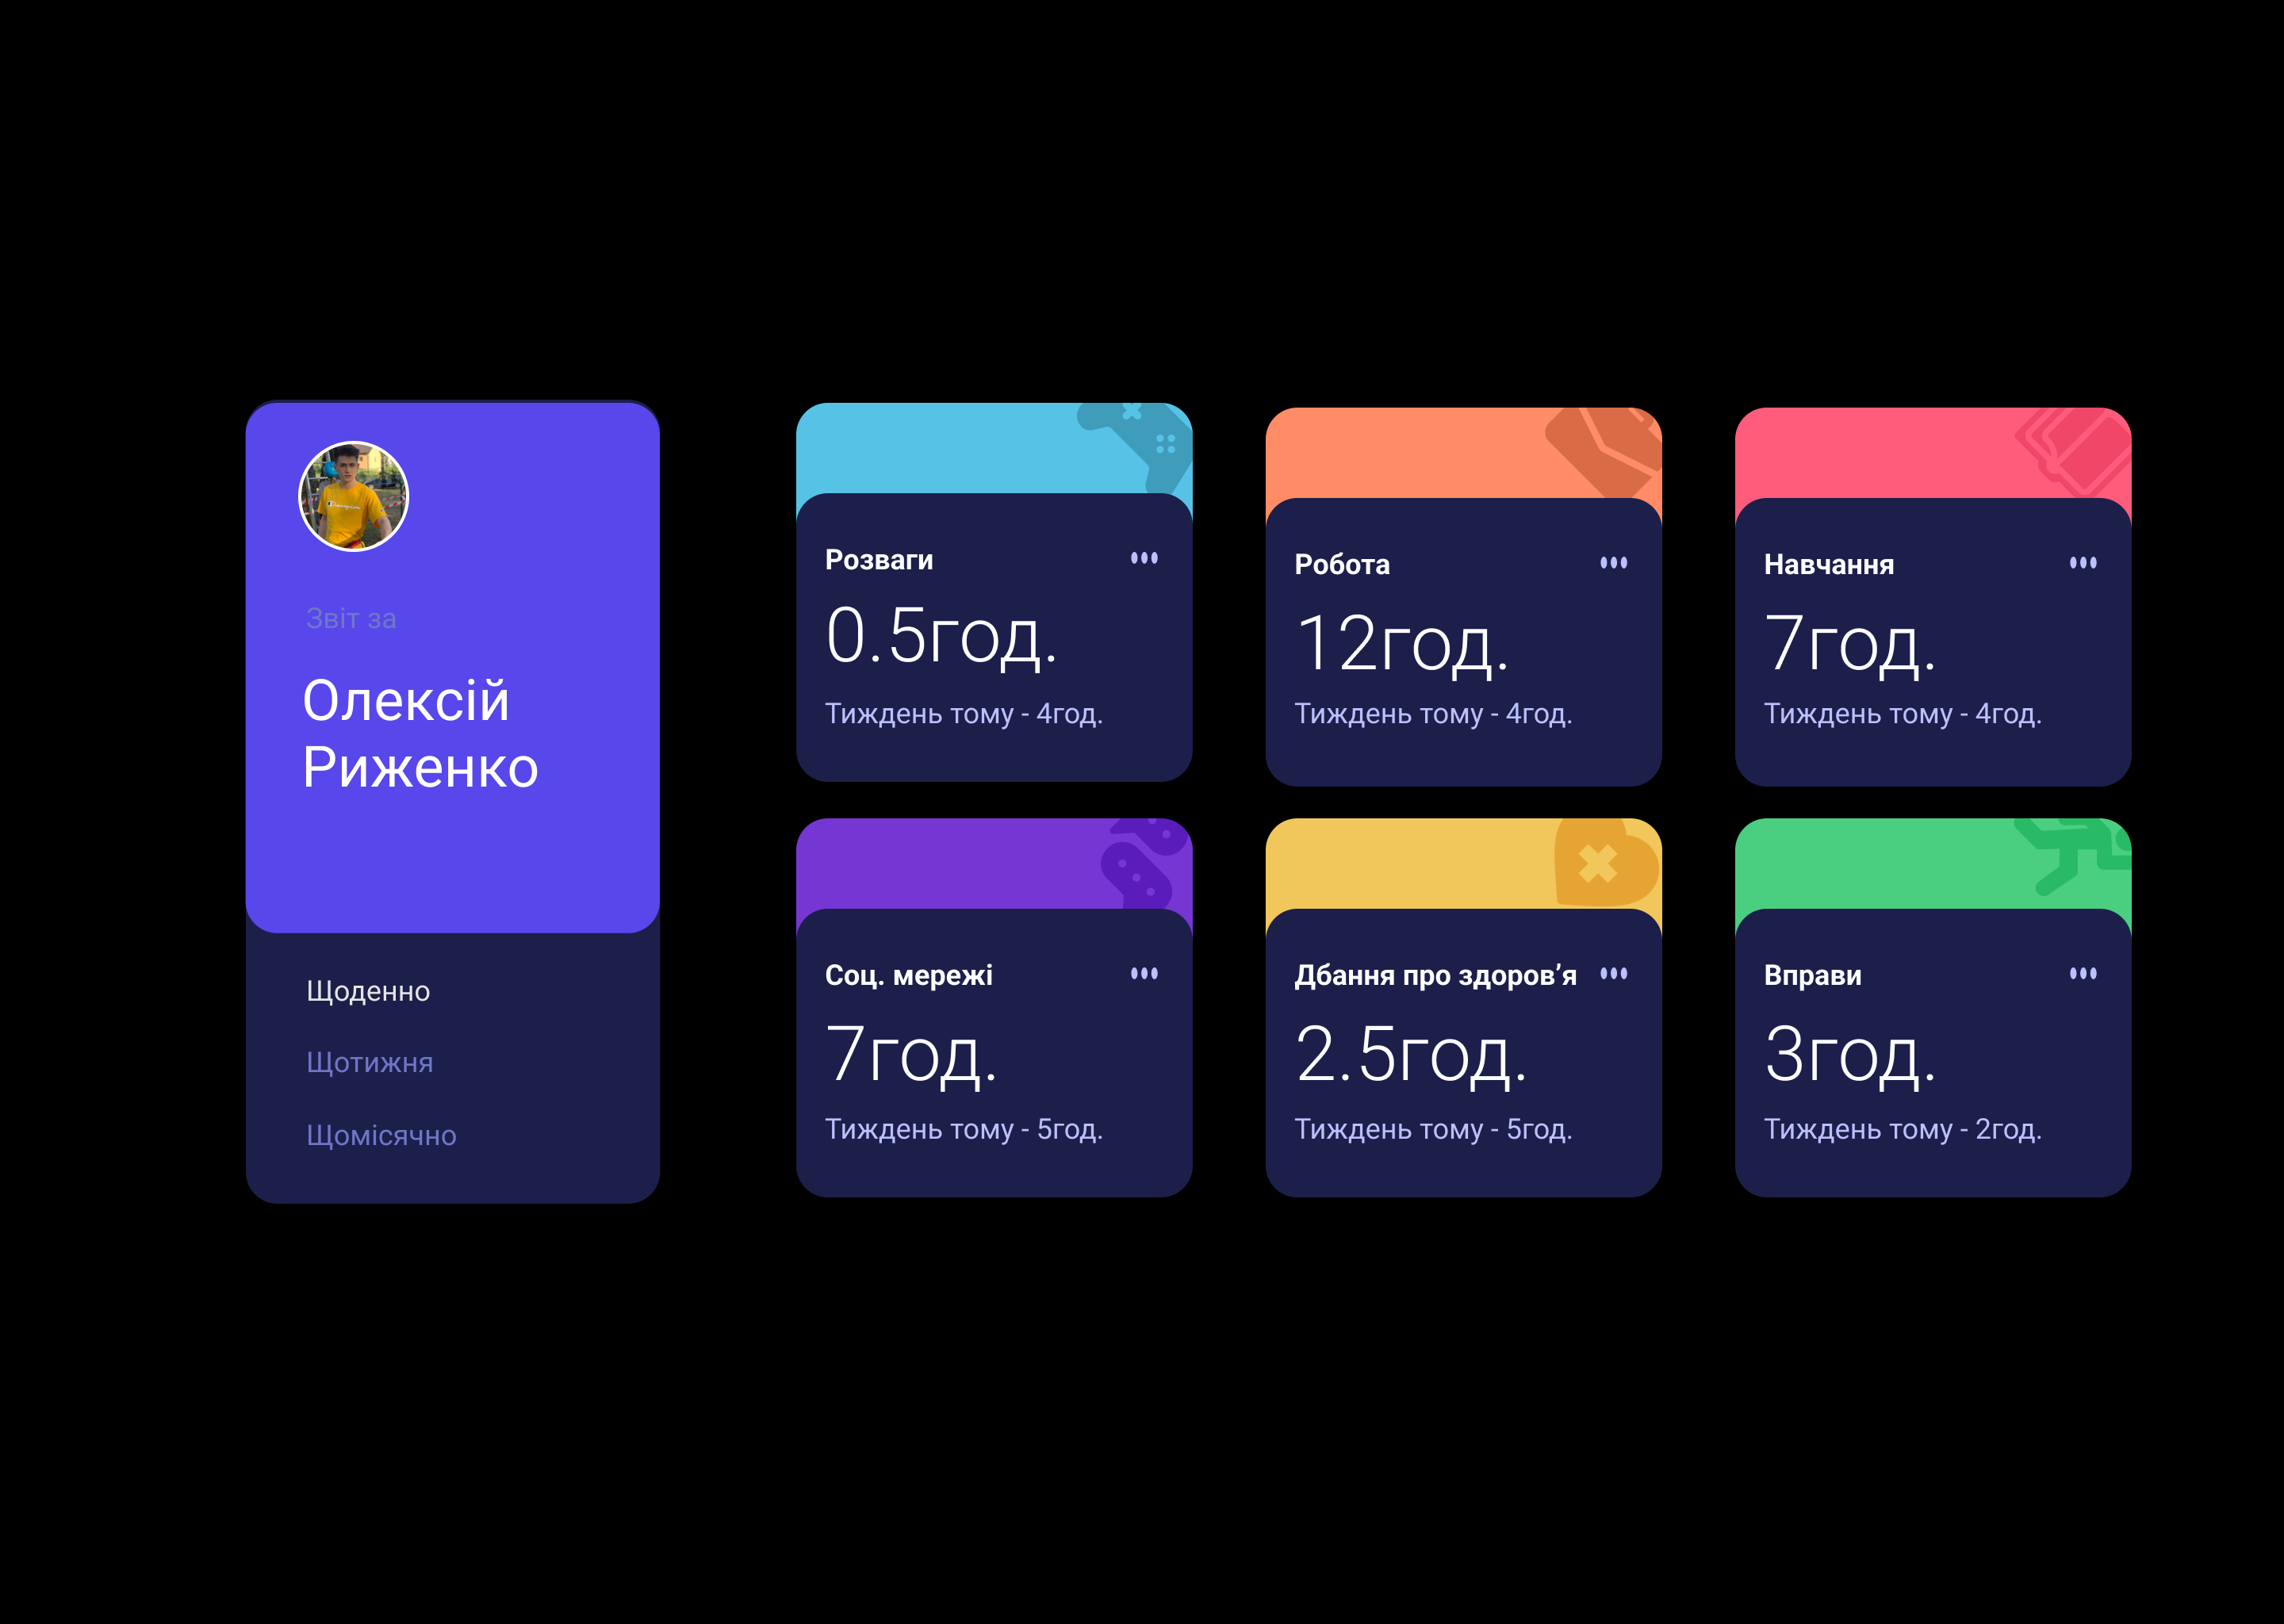 Звіт за
Олексій
Риженко
Щоденно
Щотижня
Щомісячно
Розваги
0.5год.
Тиждень тому - 4год.
Робота
12год.
Тиждень тому - 4год.
Навчання
7год.
Тиждень тому - 4год.
Соц. мережі
7год.
Тиждень тому - 5год.
Дбання про здоров’я
2.5год.
Тиждень тому - 5год.
Вправи
3год.
Тиждень тому - 2год.